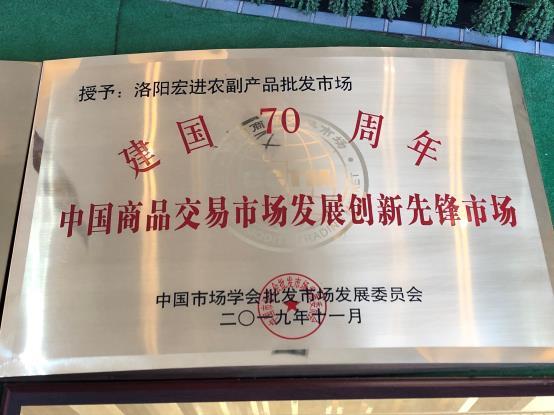 授予：洛阳宏进农副产品批发市场
建国70周年
中国商品交易市场发展创新先锋市场
中国市场学会批发市场发展委员会
二〇一九年十一月